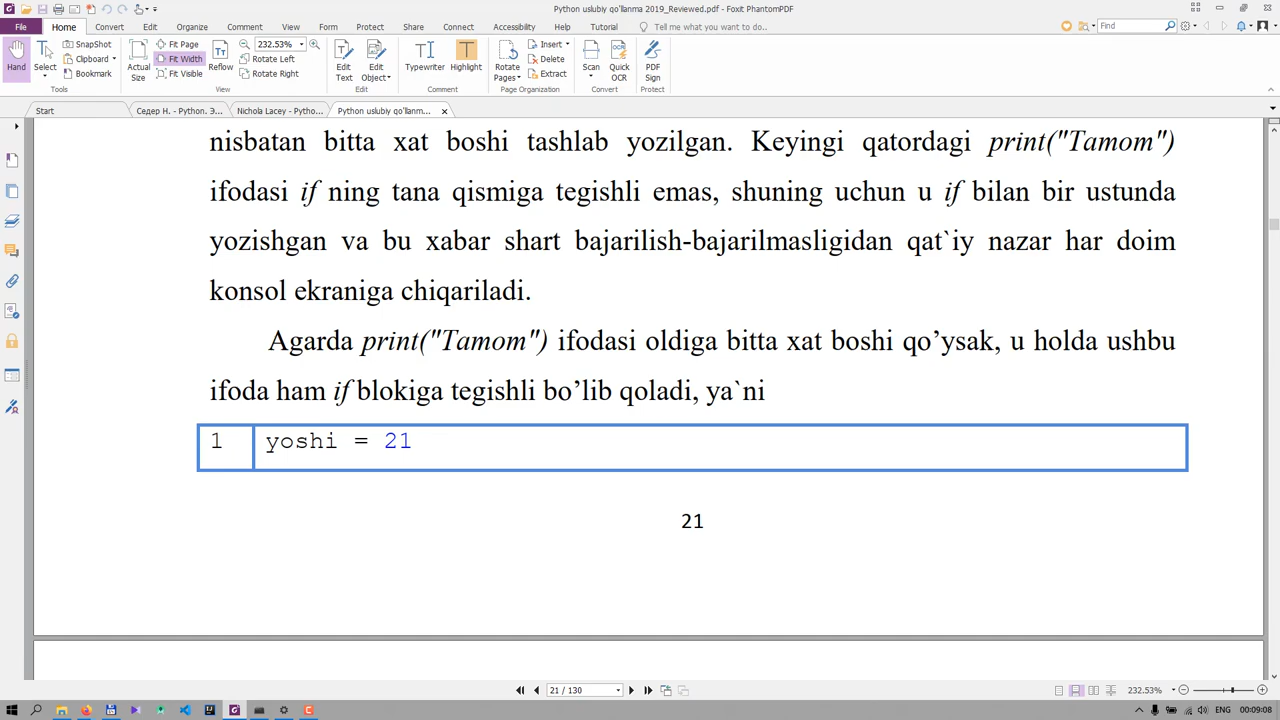 Python uslubiy qo'llanma 2019_Reviewed.pdf - Foxit PhantomPDF
File Home Convert Edit Organize Comment View Form Protect Share Connect Accessibility Help Tutorial Tell me what you want to do... Find
Hand Select SnapShot Clipboard Bookmark Tools
Actual Size Fit Page Fit Width Fit Visible Reflow 232.53% Rotate Left Rotate Right View
Edit Text Edit Object Edit
Typewriter Highlight Comment
Rotate Pages Insert Delete Extract Page Organization
Scan Quick OCR Convert
PDF Sign Protect
Start Седер Н. - Python. Э... Nichola Lacey - Pytho... Python uslubiy qo'llanm...
nisbatan bitta xat boshi tashlab yozilgan. Keyingi qatordagi print("Tamom")
ifodasi if ning tana qismiga tegishli emas, shuning uchun u if bilan bir ustunda
yozishgan va bu xabar shart bajarilish-bajarilmasligidan qat`iy nazar har doim
konsol ekraniga chiqariladi.
Agarda print("Tamom") ifodasi oldiga bitta xat boshi qo’ysak, u holda ushbu
ifoda ham if blokiga tegishli bo’lib qoladi, ya`ni
1 yoshi = 21
21
21 / 130 232.53%
ENG 00:09:08